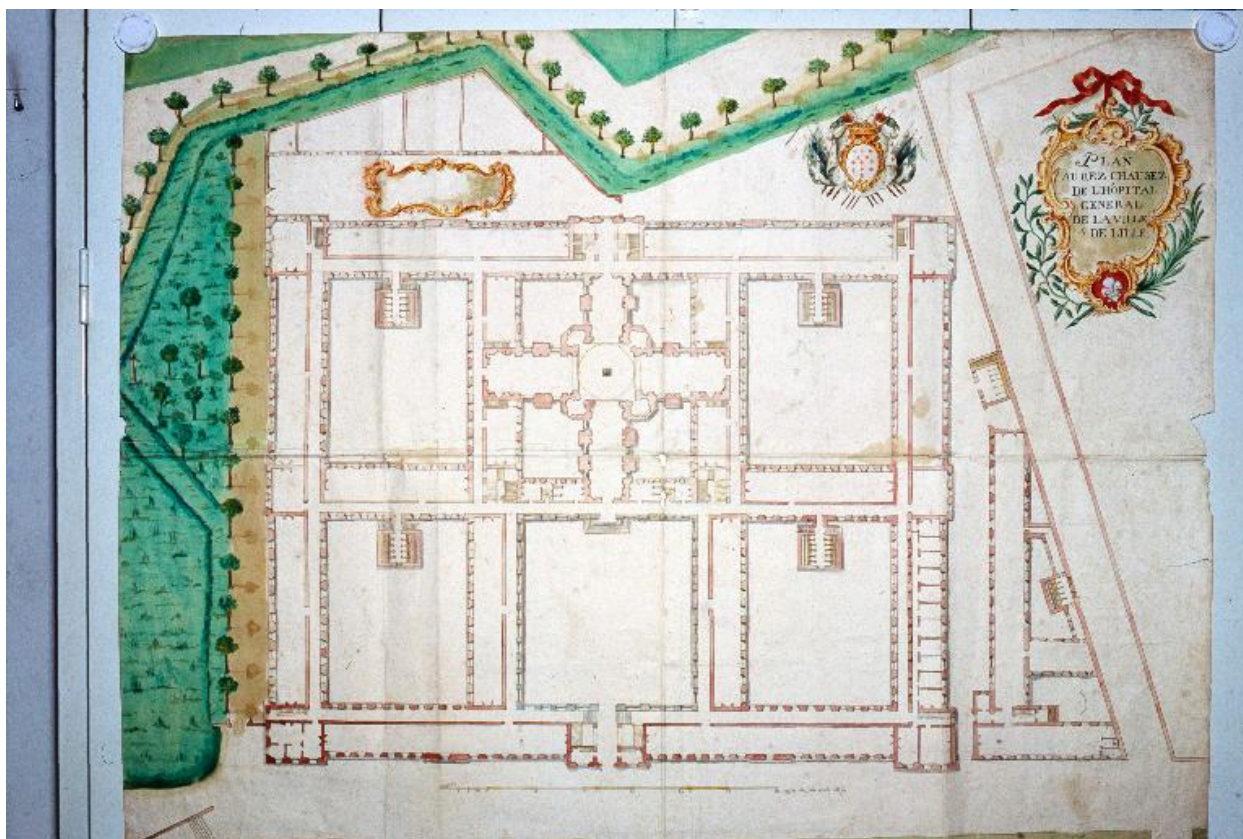 PLAN
AU REZ CHAUSEZ
DE L'HÔPITAL
GENERAL
DE LA VILLE
DE LILLE